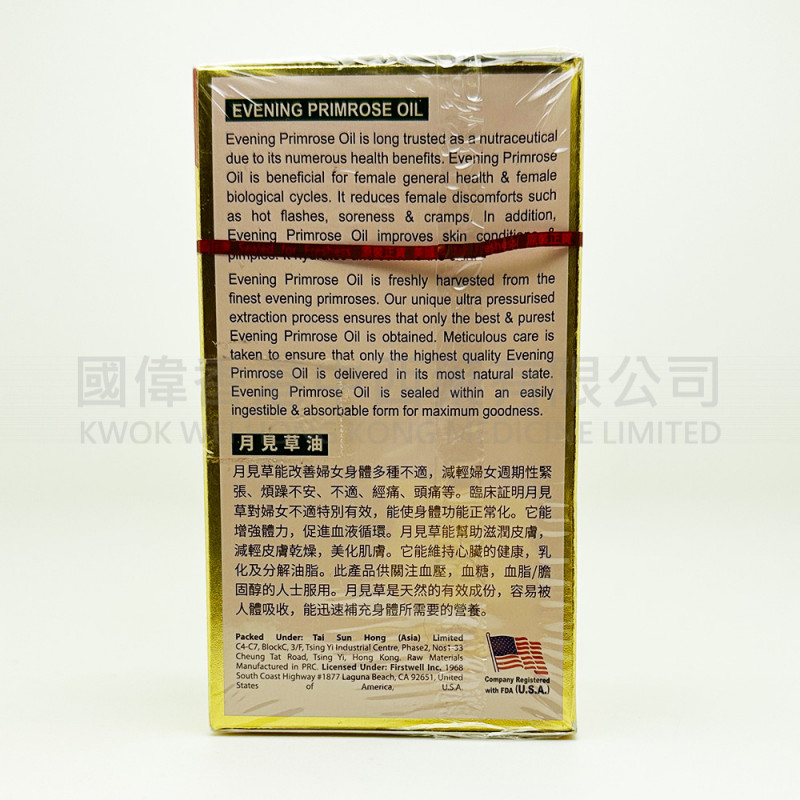 EVENING PRIMROSE OIL
Evening Primrose Oil is long trusted as a nutraceutical
due to its numerous health benefits. Evening Primrose
Oil is beneficial for female general health & female
biological cycles. It reduces female discomforts such
as hot flashes, soreness & cramps. In addition,
Evening Primrose Oil improves skin conditions &
pimples. It
Evening Primrose Oil is freshly harvested from the
finest evening primroses. Our unique ultra pressurised
extraction process ensures that only the best & purest
Evening Primrose Oil is obtained. Meticulous care is
taken to ensure that only the highest quality Evening
Primrose Oil is delivered in its most natural state.
Evening Primrose Oil is sealed within an easily
ingestible & absorbable form for maximum goodness.
國偉 限公司
KWOK LIMITED
月見草油
月見草能改善婦女身體多種不適，減輕婦女週期性緊
張、煩躁不安、不適、經痛、頭痛等。臨床証明月見
草對婦女不適特別有效，能使身體功能正常化。它能
增強體力，促進血液循環。月見草能幫助滋潤皮膚，
減輕皮膚乾燥，美化肌膚。它能維持心臟的健康，乳
化及分解油脂。此產品供關注血壓，血糖，血脂/膽
固醇的人士服用。月見草是天然的有效成份，容易被
人體吸收，能迅速補充身體所需要的營養。
Packed Under: Tai Sun Hong (Asia) Limited
C4-C7, BlockC, 3/F, Tsing Yi Industrial Centre, Phase2, Nos1-33
Cheung Tat Road, Tsing Yi, Hong Kong. Raw Materials
Manufactured in PRC. Licensed Under: Firstwell Inc. 1968
South Coast Highway #1877 Laguna Beach, CA 92651, United
States of America, U.S.A.
Company Registered
with FDA (U.S.A.)